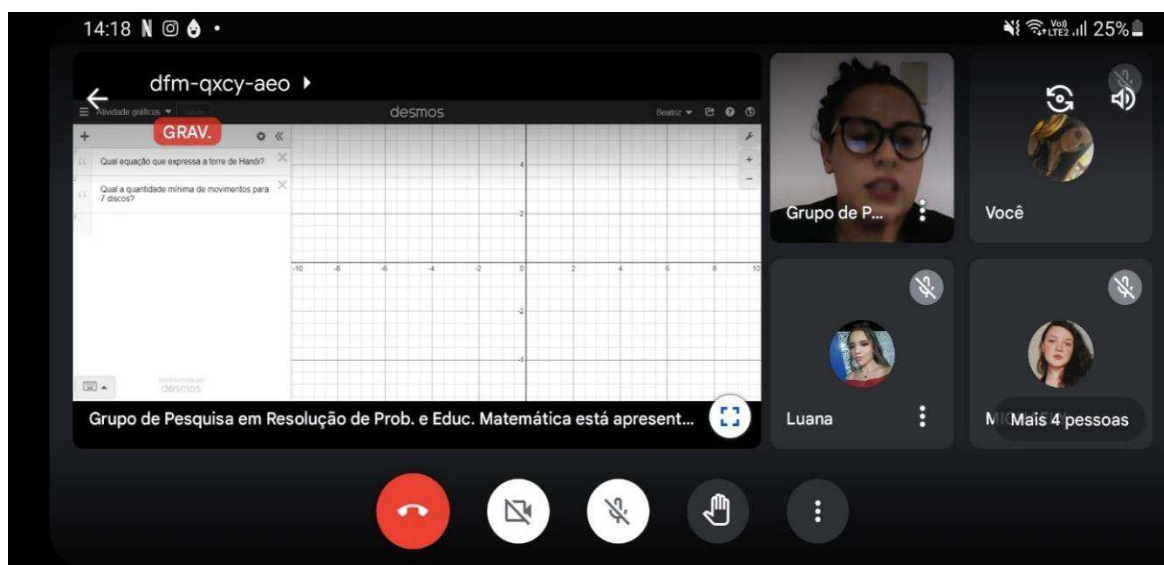 14:18
Vo))
LTE2
25%
dfm-qxcy-aeo
GRAV.
Atividade gráficos
desmos
Beatriz
Qual equação que expressa a torre de Hanói?
Qual a quantidade mínima de movimentos para
7 discos?
4
2
-10 -8 -6 -4 -2 0 2 4 6 8 10
-2
-4
desmos
Grupo de Pesquisa em Resolução de Prob. e Educ. Matemática está apresent...
Grupo de P...
Você
Luana
Mais 4 pessoas